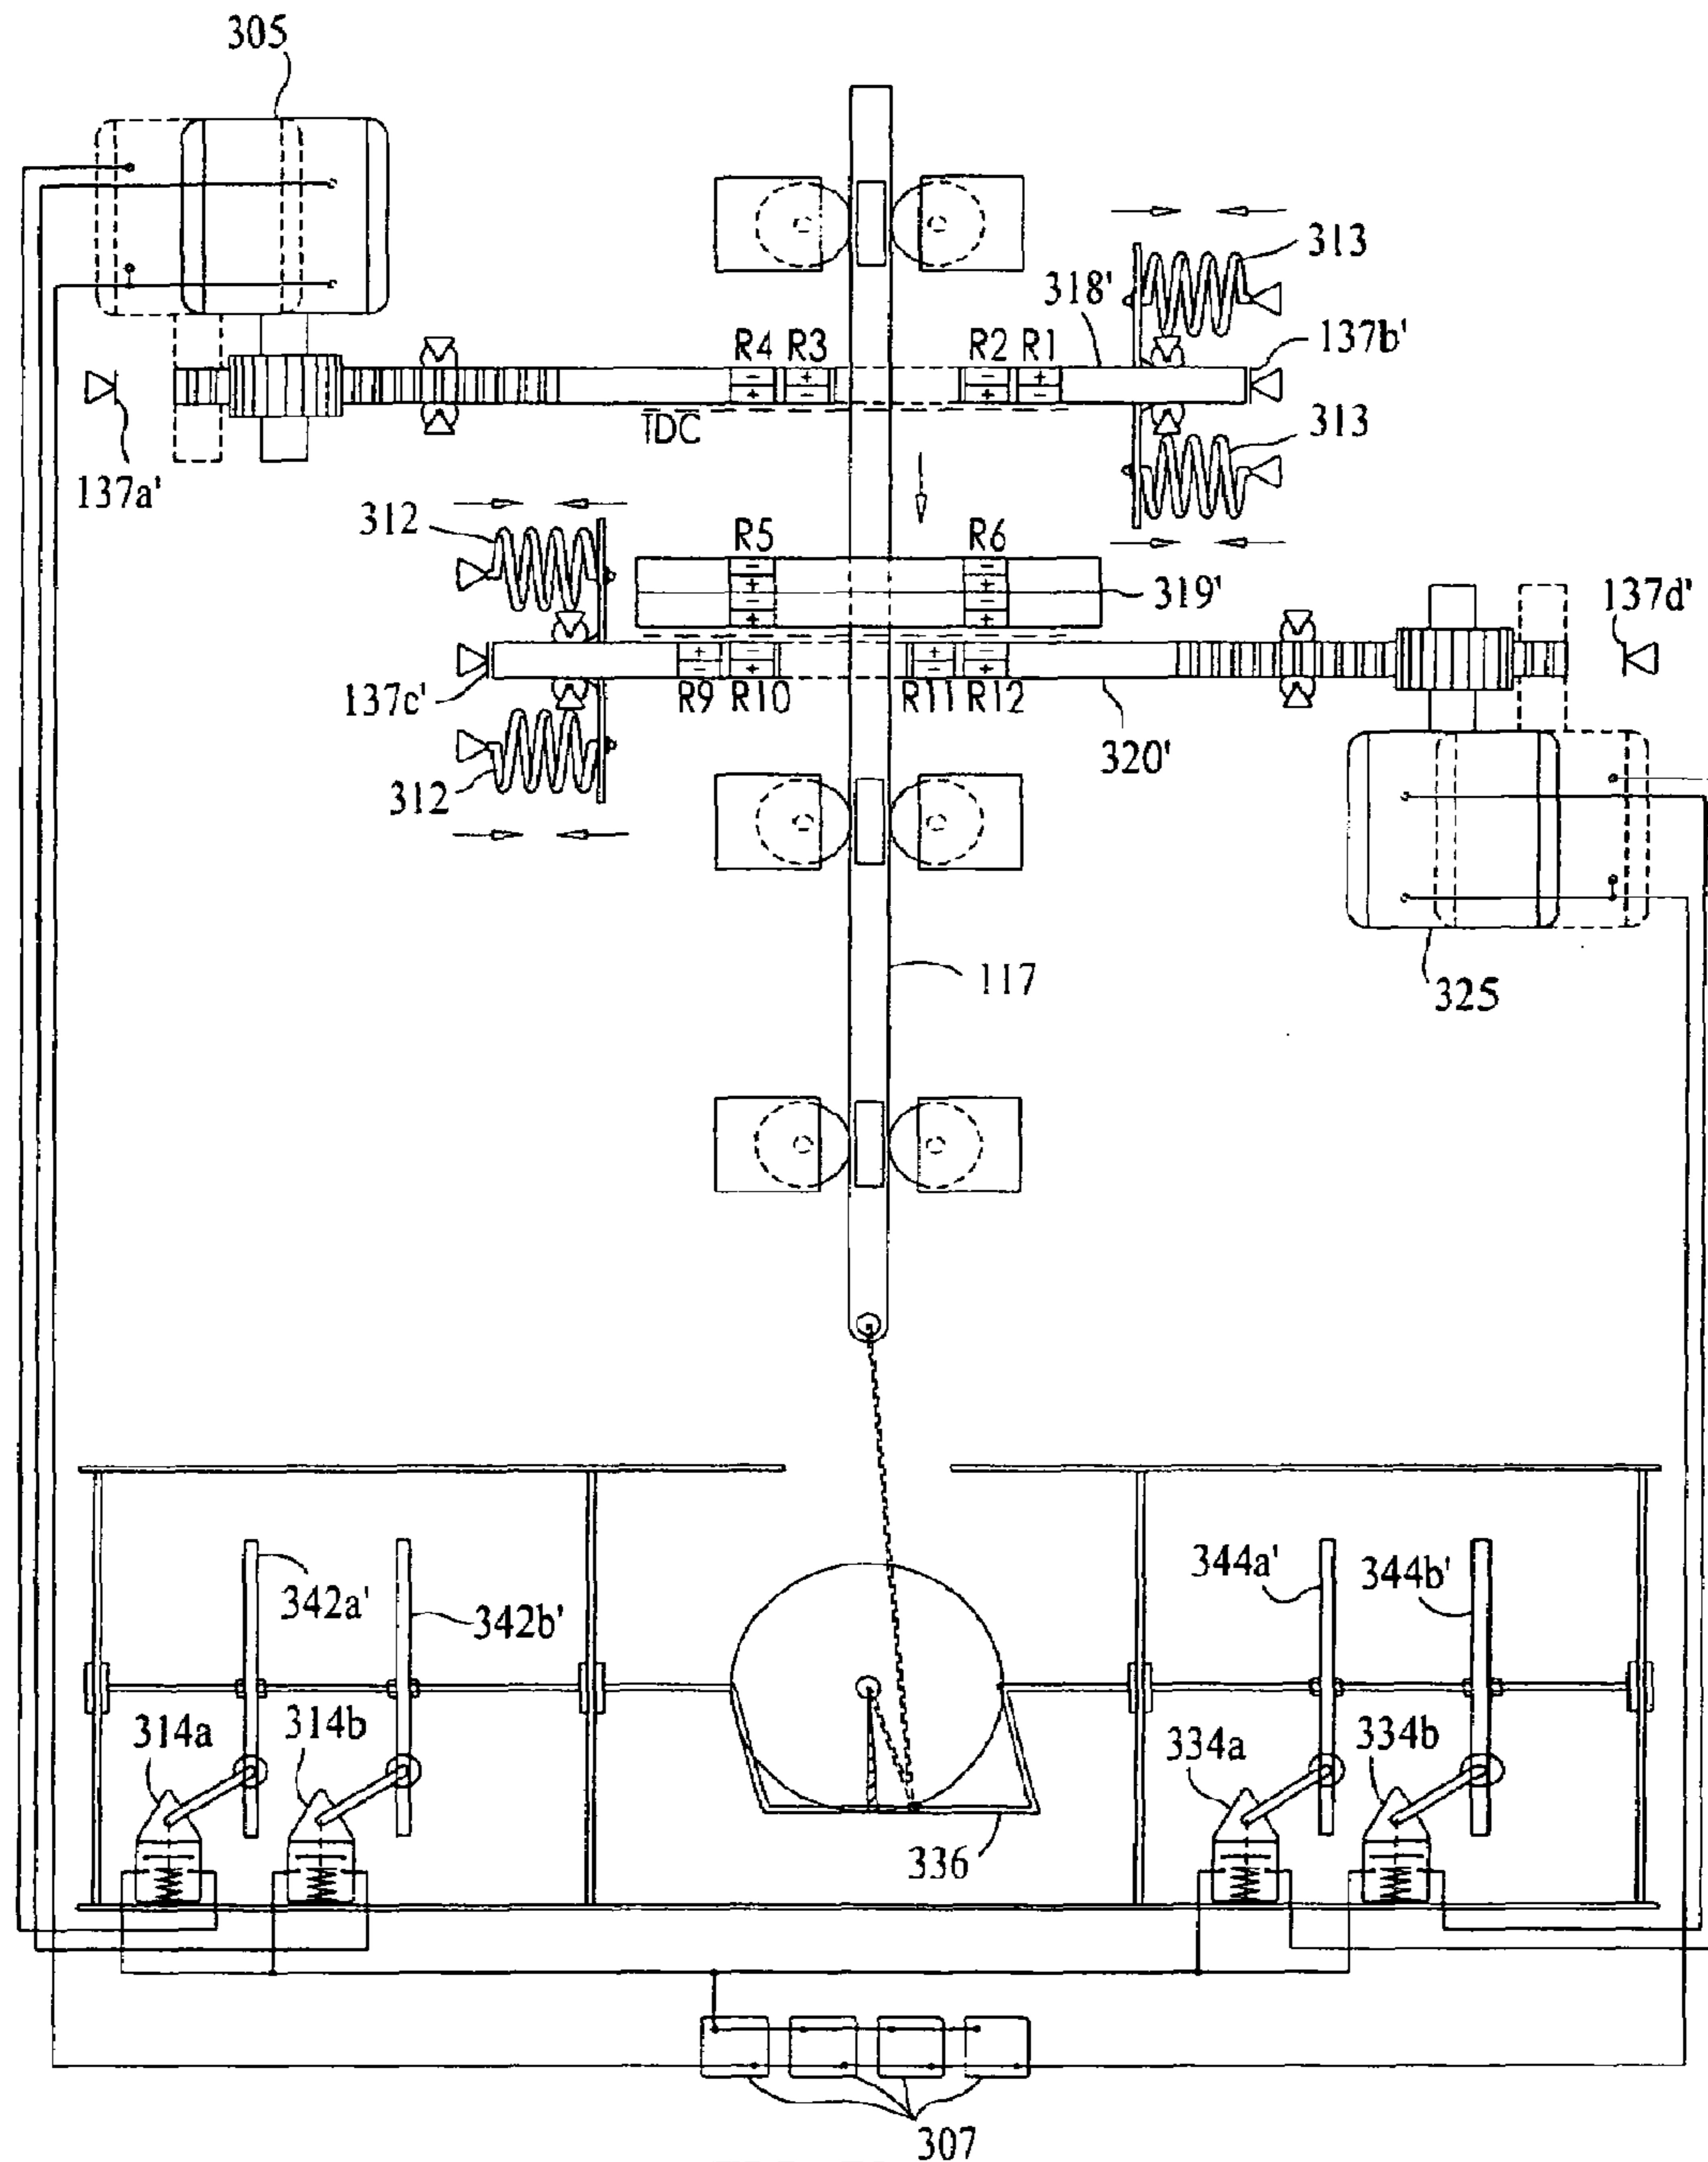 305
313
318'
R4 R3 R2 R1
137b'
TDC
313
137a'
312
R5 R6
319'
137d'
137c'
R9 R10 R11 R12
320'
312
117
325
342a'
342b'
344a'
344b'
314a
314b
334a
334b
336
307